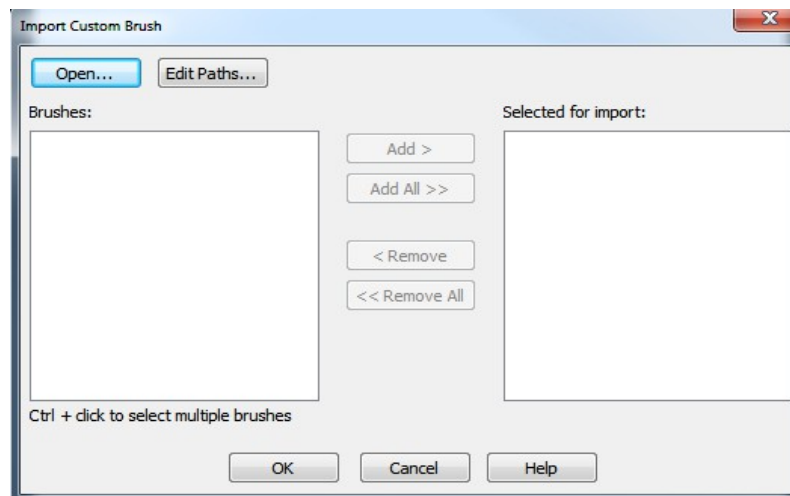 Import Custom Brush
Open... Edit Paths...
Brushes: Selected for import:
Add >
Add All >>
< Remove
<< Remove All
Ctrl + click to select multiple brushes
OK Cancel Help